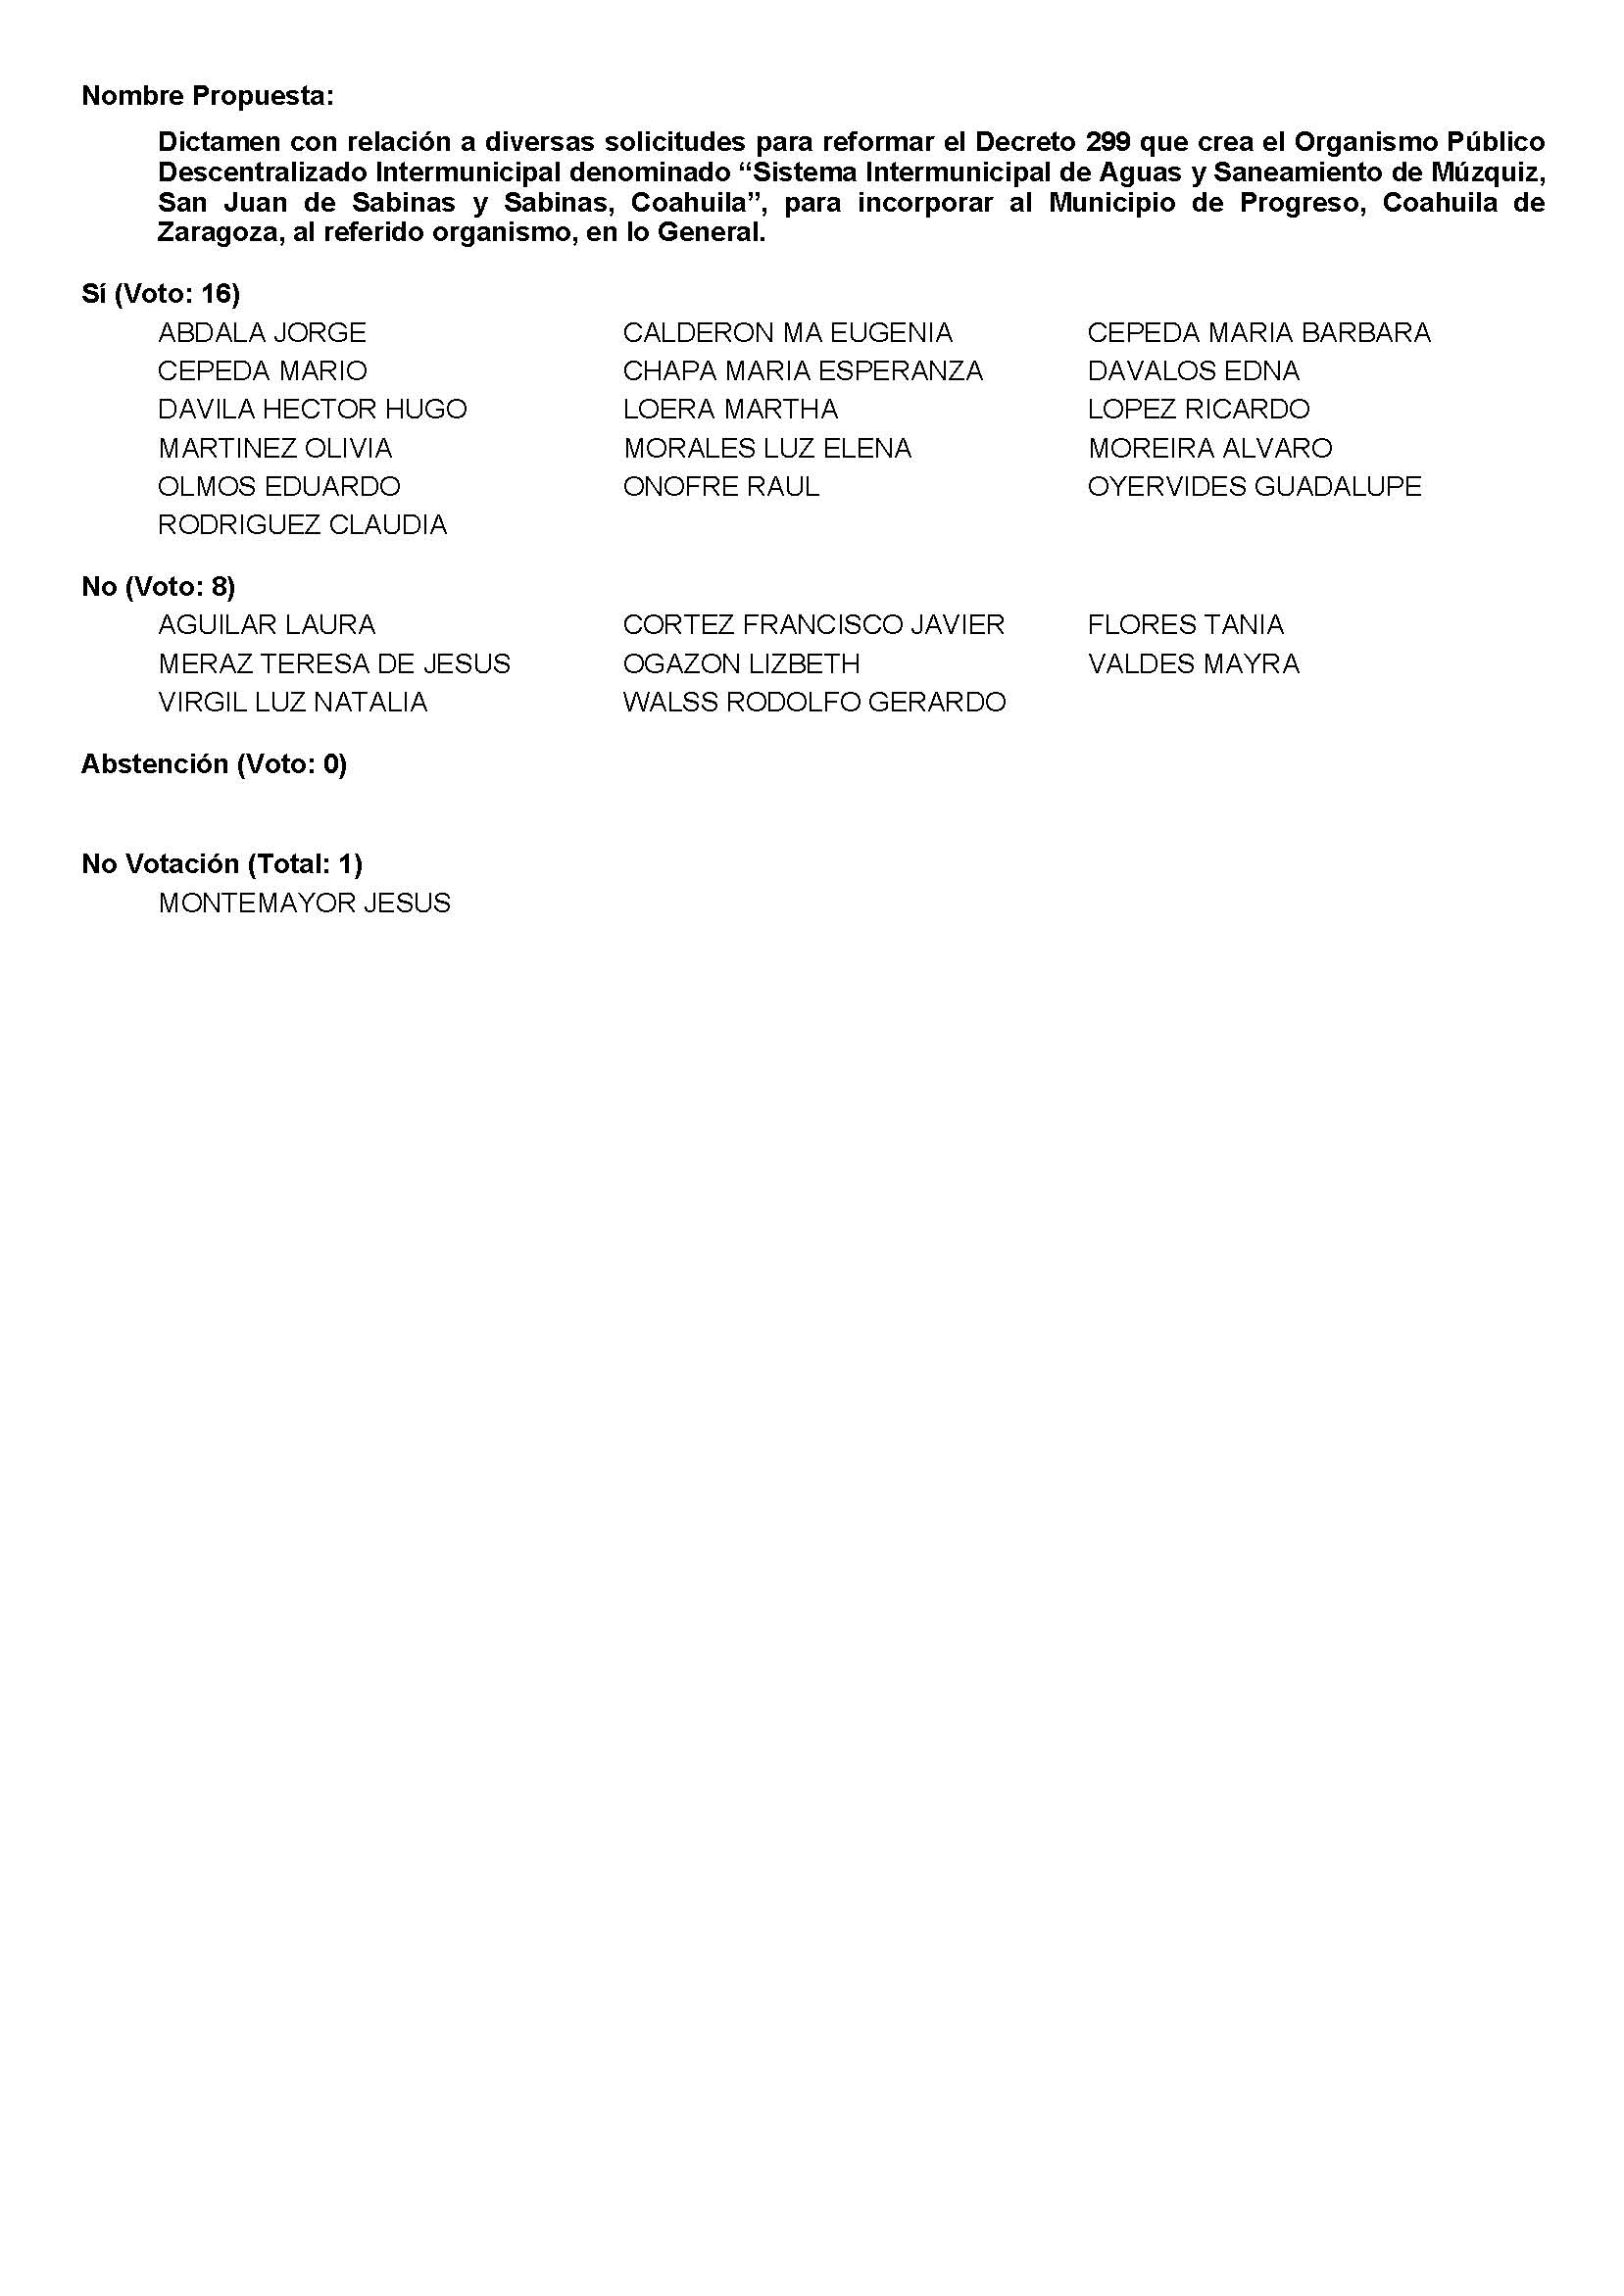 Nombre Propuesta:
Dictamen con relación a diversas solicitudes para reformar el Decreto 299 que crea el Organismo Público
Descentralizado Intermunicipal denominado “Sistema Intermunicipal de Aguas y Saneamiento de Múzquiz,
San Juan de Sabinas y Sabinas, Coahuila”, para incorporar al Municipio de Progreso, Coahuila de
Zaragoza, al referido organismo, en lo General.
Sí (Voto: 16)
ABDALA JORGE CALDERON MA EUGENIA CEPEDA MARIA BARBARA
CEPEDA MARIO CHAPA MARIA ESPERANZA DAVALOS EDNA
DAVILA HECTOR HUGO LOERA MARTHA LOPEZ RICARDO
MARTINEZ OLIVIA MORALES LUZ ELENA MOREIRA ALVARO
OLMOS EDUARDO ONOFRE RAUL OYERVIDES GUADALUPE
RODRIGUEZ CLAUDIA
No (Voto: 8)
AGUILAR LAURA CORTEZ FRANCISCO JAVIER FLORES TANIA
MERAZ TERESA DE JESUS OGAZON LIZBETH VALDES MAYRA
VIRGIL LUZ NATALIA WALSS RODOLFO GERARDO
Abstención (Voto: 0)
No Votación (Total: 1)
MONTEMAYOR JESUS